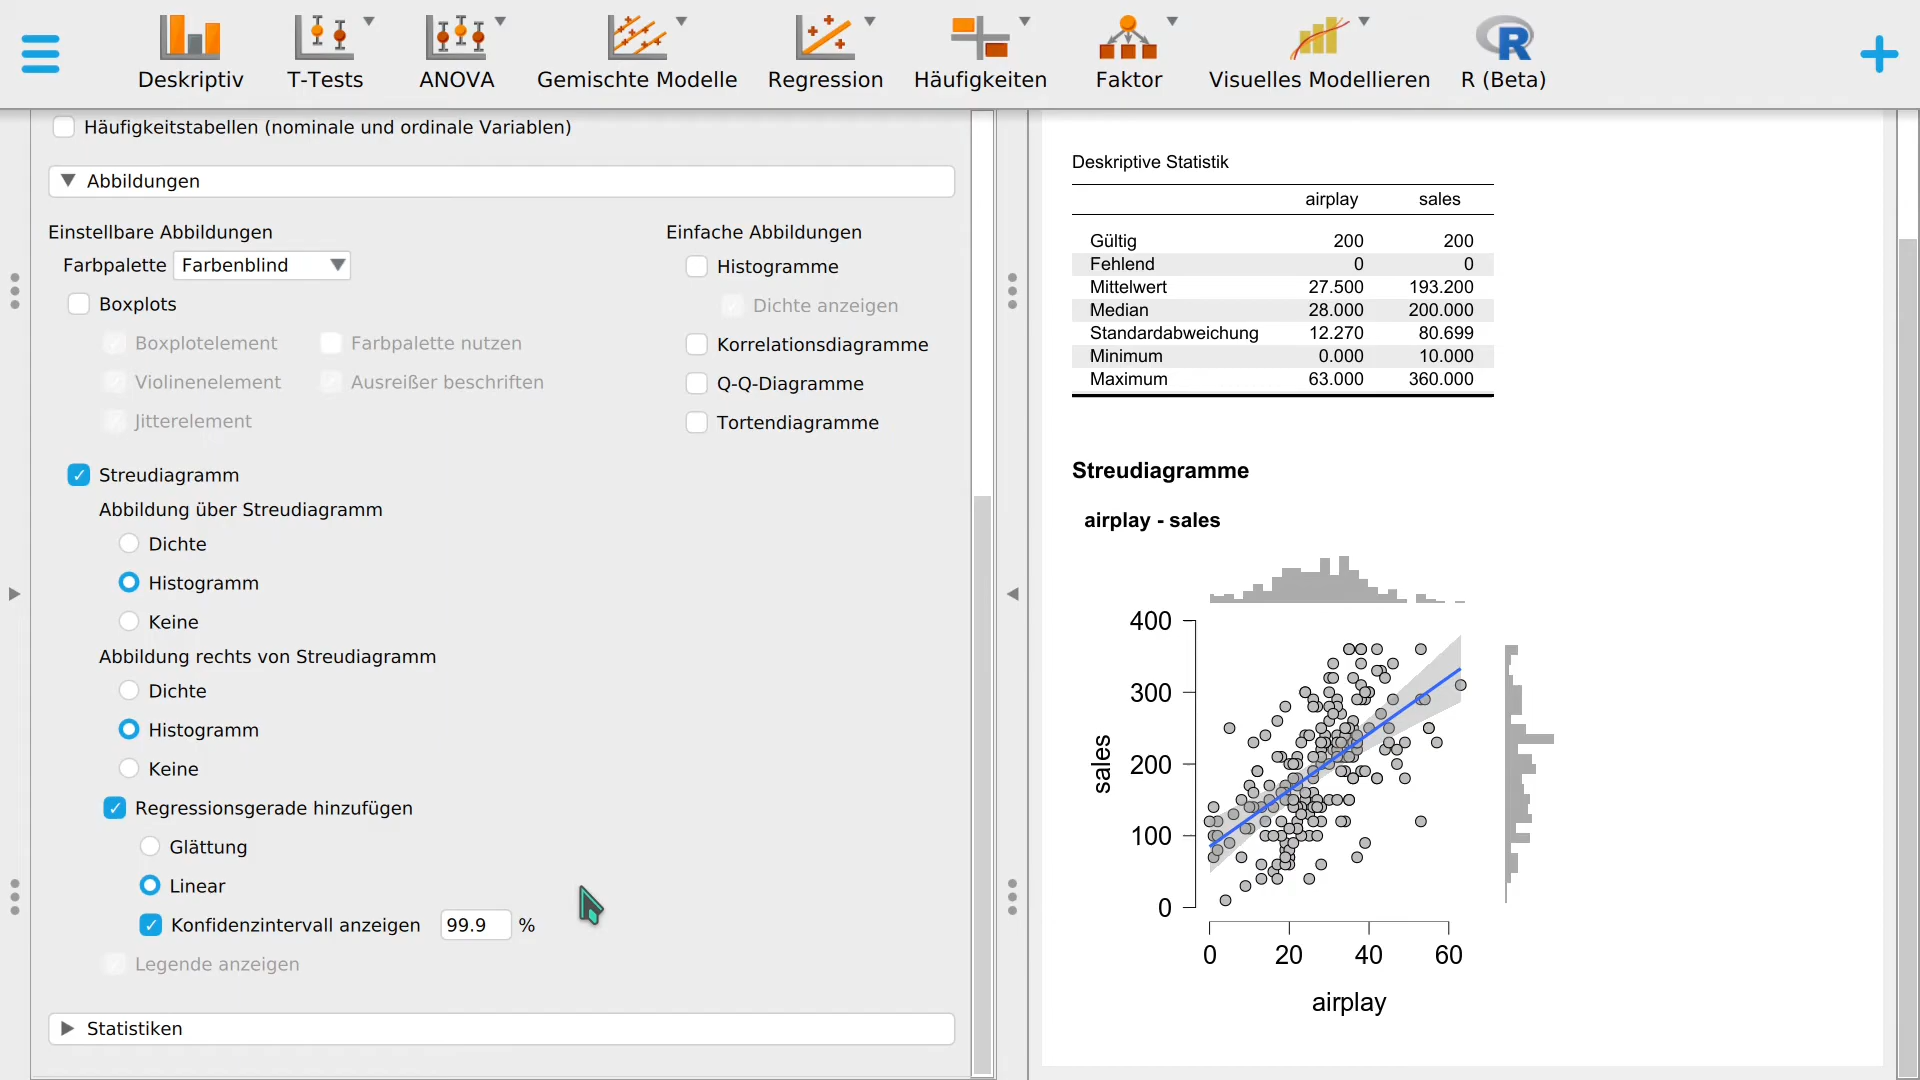 Deskriptiv T-Tests ANOVA Gemischte Modelle Regression Häufigkeiten Faktor Visuelles Modellieren R (Beta)
Häufigkeitstabellen (nominale und ordinale Variablen)
Abbildungen
Einstellbare Abbildungen
Farbpalette Farbenblind
Boxplots
Boxplotelement Farbpalette nutzen
Violinenelement Ausreißer beschriften
Jitterelement
Einfache Abbildungen
Histogramme
Dichte anzeigen
Korrelationsdiagramme
Q-Q-Diagramme
Tortendiagramme
Streudiagramm
Abbildung über Streudiagramm
Dichte
Histogramm
Keine
Abbildung rechts von Streudiagramm
Dichte
Histogramm
Keine
Regressionsgerade hinzufügen
Glättung
Linear
Konfidenzintervall anzeigen 99.9 %
Legende anzeigen
Statistiken
Deskriptive Statistik
airplay sales
Gültig 200 200
Fehlend 0 0
Mittelwert 27.500 193.200
Median 28.000 200.000
Standardabweichung 12.270 80.699
Minimum 0.000 10.000
Maximum 63.000 360.000
Streudiagramme
airplay - sales
400
300
200
100
0
sales
0 20 40 60
airplay